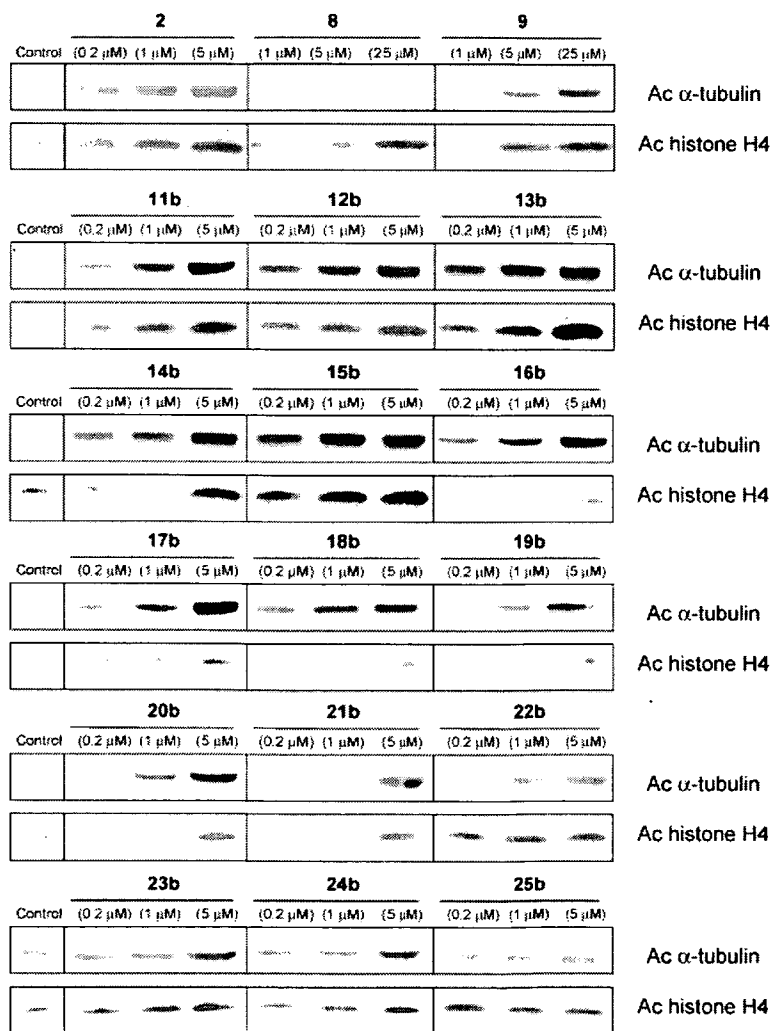 2 8 9
Control (0.2 μM) (1 μM) (5 μM) (1 μM) (5 μM) (25 μM) (1 μM) (5 μM) (25 μM)
Ac α-tubulin
Ac histone H4
11b 12b 13b
Control (0.2 μM) (1 μM) (5 μM) (0.2 μM) (1 μM) (5 μM) (0.2 μM) (1 μM) (5 μM)
Ac α-tubulin
Ac histone H4
14b 15b 16b
Control (0.2 μM) (1 μM) (5 μM) (0.2 μM) (1 μM) (5 μM) (0.2 μM) (1 μM) (5 μM)
Ac α-tubulin
Ac histone H4
17b 18b 19b
Control (0.2 μM) (1 μM) (5 μM) (0.2 μM) (1 μM) (5 μM) (0.2 μM) (1 μM) (5 μM)
Ac α-tubulin
Ac histone H4
20b 21b 22b
Control (0.2 μM) (1 μM) (5 μM) (0.2 μM) (1 μM) (5 μM) (0.2 μM) (1 μM) (5 μM)
Ac α-tubulin
Ac histone H4
23b 24b 25b
Control (0.2 μM) (1 μM) (5 μM) (0.2 μM) (1 μM) (5 μM) (0.2 μM) (1 μM) (5 μM)
Ac α-tubulin
Ac histone H4